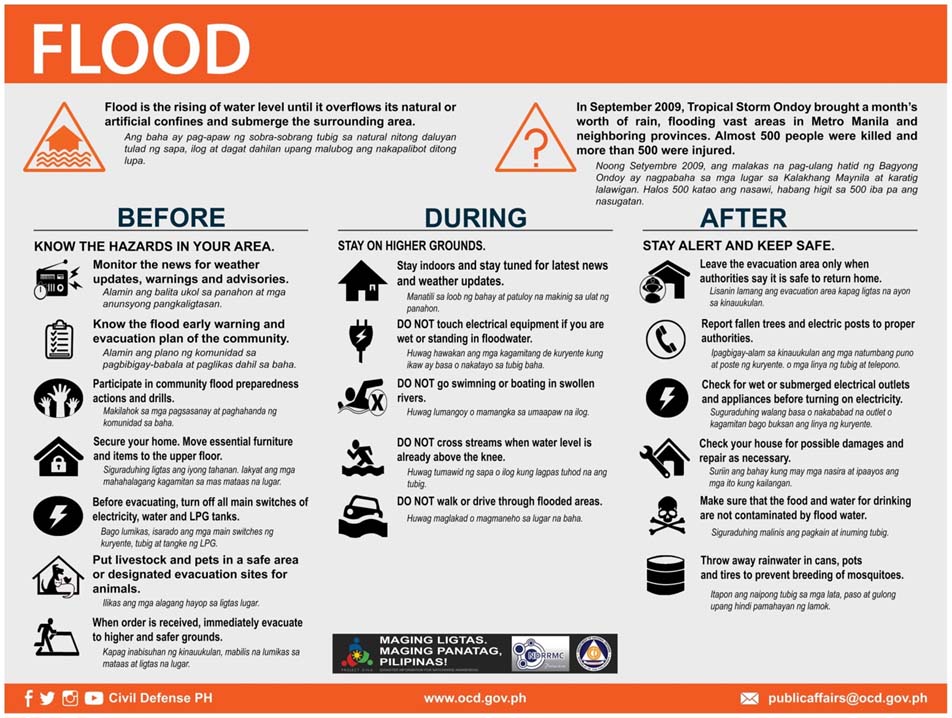 FLOOD
Flood is the rising of water level until it overflows its natural or
artificial confines and submerge the surrounding area.
Ang baha ay pag-apaw ng sobra-sobrang tubig sa natural nitong daluyan
tulad ng sapa, ilog at dagat dahilan upang malubog ang nakapalibot ditong
lupa.
In September 2009, Tropical Storm Ondoy brought a month's
worth of rain, flooding vast areas in Metro Manila and
neighboring provinces. Almost 500 people were killed and
more than 500 were injured.
Noong Setyembre 2009, ang malakas na pag-ulang hatid ng Bagyong
Ondoy ay nagpabaha sa mga lugar sa Kalakhang Maynila at karatig
lalawigan. Halos 500 katao ang nasawi, habang higit sa 500 iba pa ang
nasugatan.
BEFORE
KNOW THE HAZARDS IN YOUR AREA.
Monitor the news for weather
updates, warnings and advisories.
Alamin ang balita ukol sa panahon at mga
anunsyong pangkaligtasan.
Know the flood early warning and
evacuation plan of the community.
Alamin ang plano ng komunidad sa
pagbibigay-babala at paglikas dahil sa baha.
Participate in community flood preparedness
actions and drills.
Makilahok sa mga pagsasanay at paghahanda ng
komunidad sa baha.
Secure your home. Move essential furniture
and items to the upper floor.
Siguraduhing ligtas ang iyong tahanan. Iakyat ang mga
mahahalagang kagamitan sa mas mataas na lugar.
Before evacuating, turn off all main switches of
electricity, water and LPG tanks.
Bago lumikas, isarado ang mga main switches ng
kuryente, tubig at tangke ng LPG.
Put livestock and pets in a safe area
or designated evacuation sites for
animals.
Ilikas ang mga alagang hayop sa ligtas lugar.
When order is received, immediately evacuate
to higher and safer grounds.
Kapag inabisuhan ng kinauukulan, mabilis na lumikas sa
mataas at ligtas na lugar.
DURING
STAY ON HIGHER GROUNDS.
Stay indoors and stay tuned for latest news
and weather updates.
Manatili sa loob ng bahay at patuloy na makinig sa ulat ng
panahon.
DO NOT touch electrical equipment if you are
wet or standing in floodwater.
Huwag hawakan ang mga kagamitang de kuryente kung
ikaw ay basa o nakatayo sa tubig baha.
DO NOT go swimming or boating in swollen
rivers.
Huwag lumangoy o mamangka sa umaapaw na ilog.
DO NOT cross streams when water level is
already above the knee.
Huwag tumawid ng sapa o ilog kung lagpas tuhod na ang
tubig.
DO NOT walk or drive through flooded areas.
Huwag maglakad o magmaneho sa lugar na baha.
AFTER
STAY ALERT AND KEEP SAFE.
Leave the evacuation area only when
authorities say it is safe to return home.
Lisanin lamang ang evacuation area kapag ligtas na ayon
sa kinauukulan.
Report fallen trees and electric posts to proper
authorities.
Ipagbigay-alam sa kinauukulan ang mga natumbang puno
at poste ng kuryente. o mga linya ng tubig at telepono.
Check for wet or submerged electrical outlets
and appliances before turning on electricity.
Suguraduhing walang basa o nakababad na outlet o
kagamitan bago buksan ang linya ng kuryente.
Check your house for possible damages and
repair as necessary.
Suriin ang bahay kung may mga nasira at ipaayos ang
mga ito kung kailangan.
Make sure that the food and water for drinking
are not contaminated by flood water.
Siguraduhing malinis ang pagkain at inuming tubig.
Throw away rainwater in cans, pots
and tires to prevent breeding of mosquitoes.
Itapon ang naipong tubig sa mga lata, paso at gulong
upang hindi pamahayan ng lamok.
MAGING LIGTAS.
MAGING PANATAG,
PILIPINAS!
NDRRMC
Civil Defense PH
www.ocd.gov.ph
publicaffairs@ocd.gov.ph